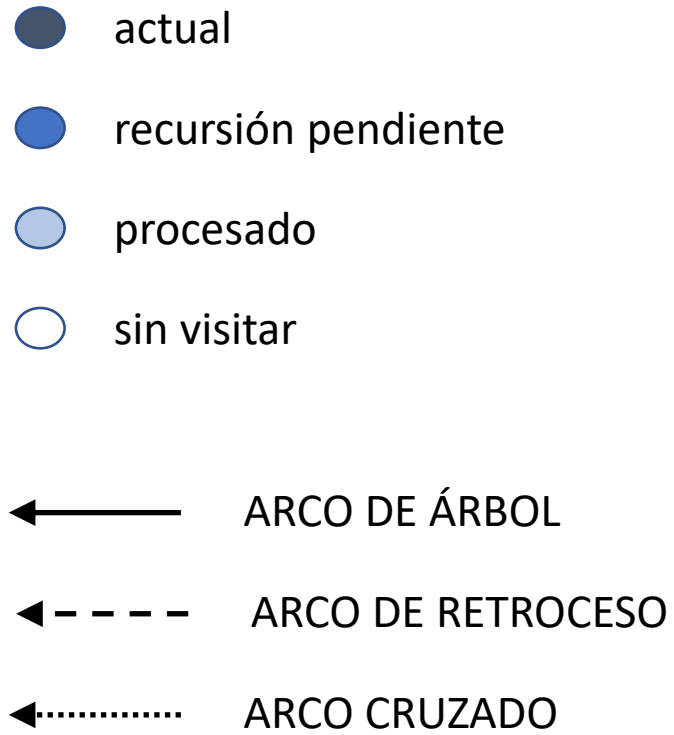 actual
recursión pendiente
procesado
sin visitar
ARCO DE ÁRBOL
ARCO DE RETROCESO
ARCO CRUZADO